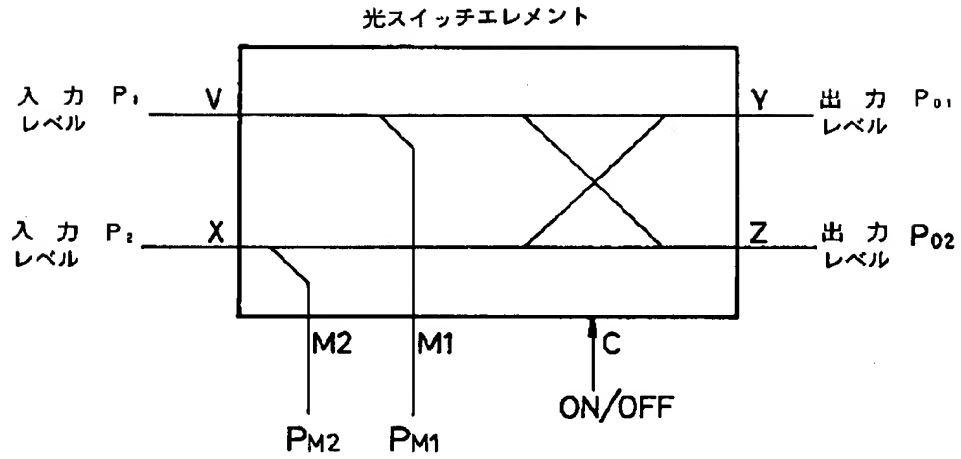 光スイッチエレメント
入力 P₁
レベル
V
Y
出力 P₀₁
レベル
入力 P₂
レベル
X
Z
出力 P₀₂
レベル
M2
M1
C
ON/OFF
PM2
PM1